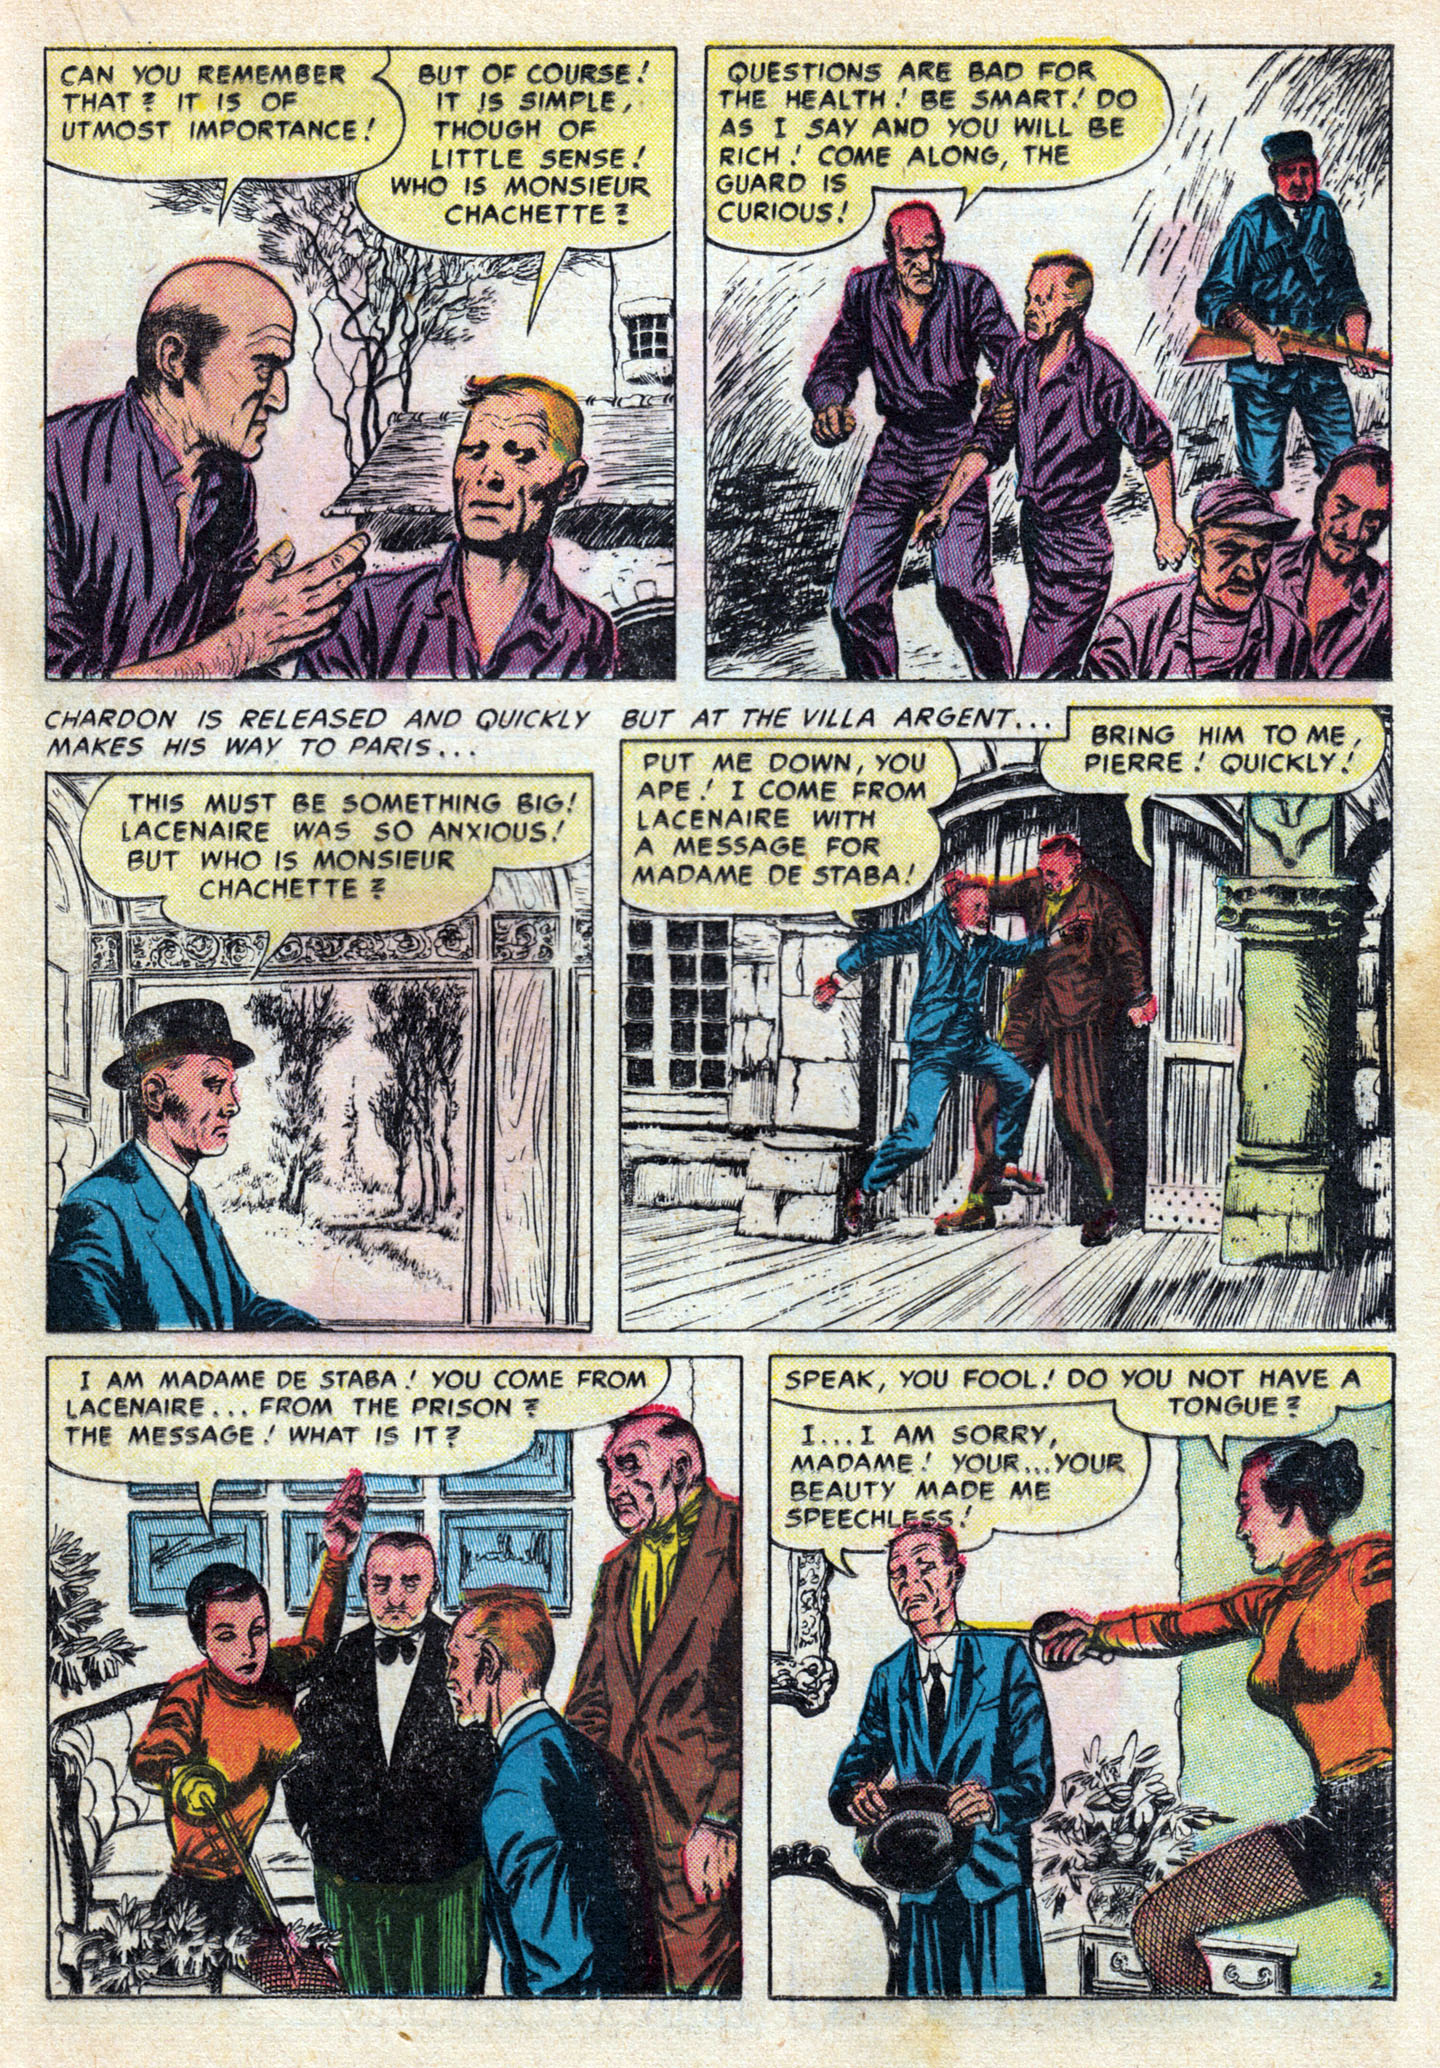 CAN YOU REMEMBER
THAT? IT IS OF
UTMOST IMPORTANCE!
BUT OF COURSE!
IT IS SIMPLE,
THOUGH OF
LITTLE SENSE!
WHO IS MONSIEUR
CHACHETTE?
QUESTIONS ARE BAD FOR
THE HEALTH! BE SMART! DO
AS I SAY AND YOU WILL BE
RICH! COME ALONG, THE
GUARD IS
CURIOUS!
CHARDON IS RELEASED AND QUICKLY
MAKES HIS WAY TO PARIS...
THIS MUST BE SOMETHING BIG!
LACENAIRE WAS SO ANXIOUS!
BUT WHO IS MONSIEUR
CHACHETTE?
BUT AT THE VILLA ARGENT...
PUT ME DOWN, YOU
APE! I COME FROM
LACENAIRE WITH
A MESSAGE FOR
MADAME DE STABA!
BRING HIM TO ME,
PIERRE! QUICKLY!
I AM MADAME DE STABA! YOU COME FROM
LACENAIRE... FROM THE PRISON?
THE MESSAGE! WHAT IS IT?
SPEAK, YOU FOOL! DO YOU NOT HAVE A
TONGUE?
I...I AM SORRY,
MADAME! YOUR...YOUR
BEAUTY MADE ME
SPEECHLESS!
2